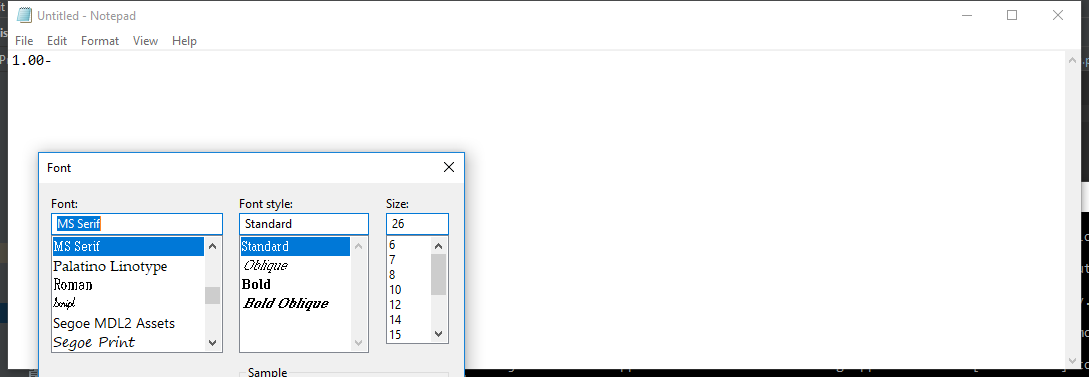 Untitled - Notepad
File Edit Format View Help
1.00-
Font
Font: Font style: Size:
MS Serif Standard 26
MS Serif Standard 6
Palatino Linotype Oblique 7
Roman Bold 8
Script Bold Oblique 10
Segoe MDL2 Assets 12
Segoe Print 14
15
Sample